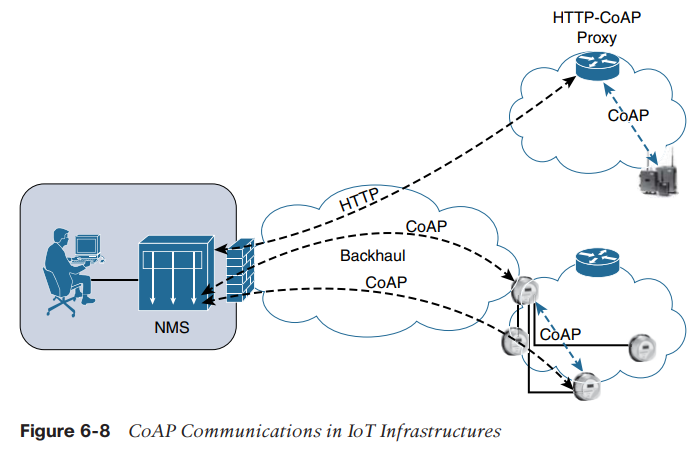 HTTP-CoAP
Proxy
CoAP
HTTP
CoAP
Backhaul
CoAP
NMS
CoAP
Figure 6-8 CoAP Communications in IoT Infrastructures